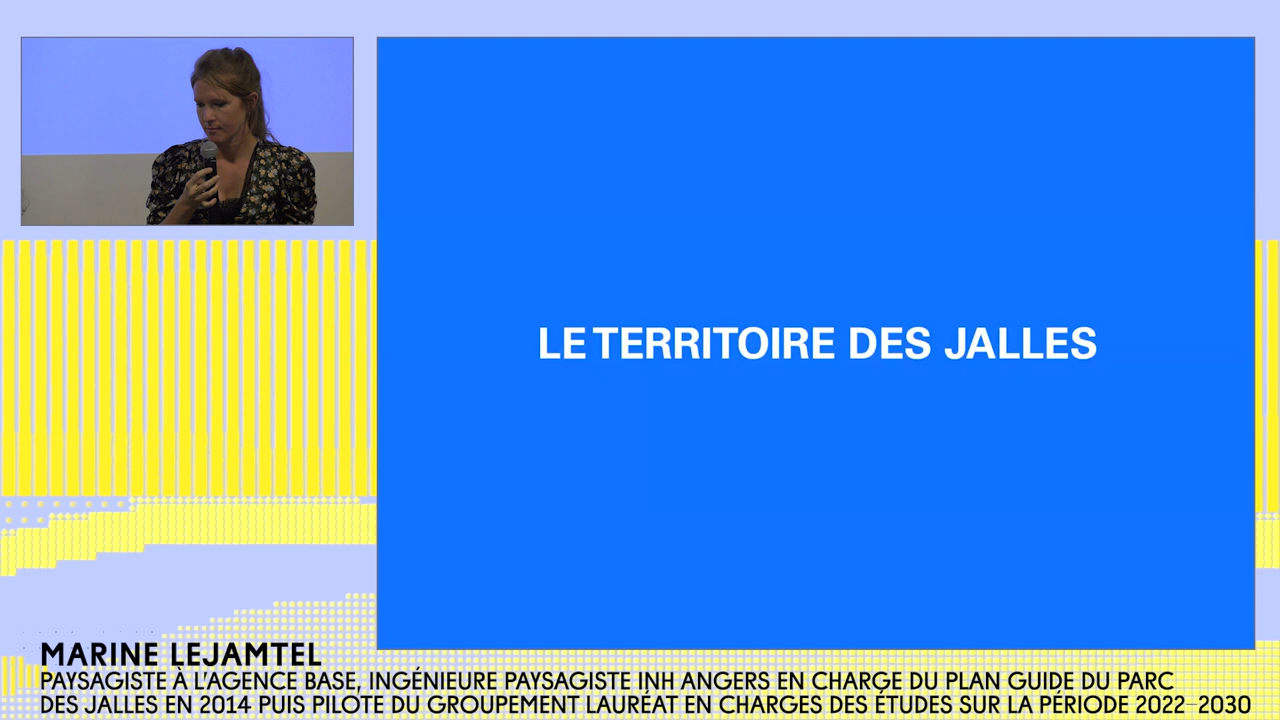 LE TERRITOIRE DES JALLES
MARINE LEJAMTEL
PAYSAGISTE À L'AGENCE BASE, INGÉNIEURE PAYSAGISTE INH ANGERS EN CHARGE DU PLAN GUIDE DU PARC
DES JALLES EN 2014 PUIS PILOTE DU GROUPEMENT LAURÉAT EN CHARGES DES ÉTUDES SUR LA PÉRIODE 2022-2030